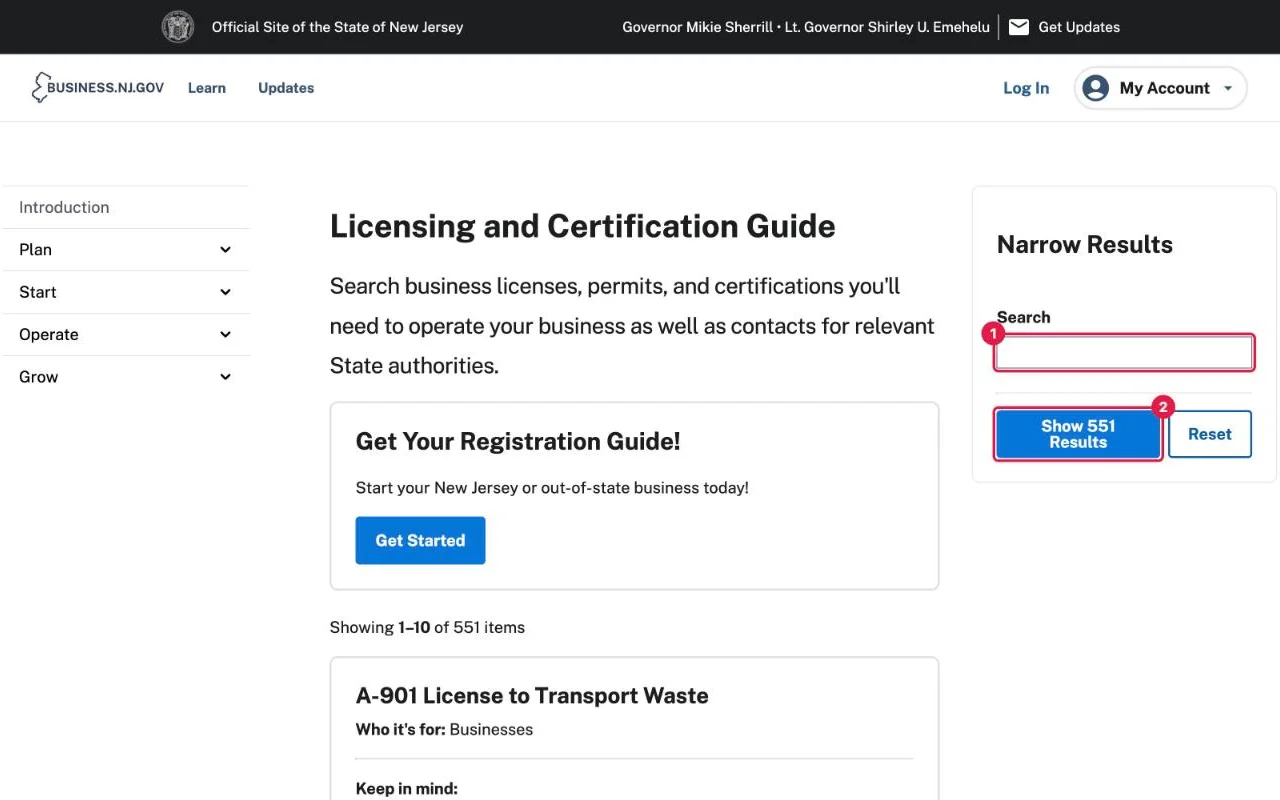 Official Site of the State of New Jersey
Governor Mikie Sherrill • Lt. Governor Shirley U. Emehelu
Get Updates
BUSINESS.NJ.GOV
Learn
Updates
Log In
My Account
Introduction
Plan
Start
Operate
Grow
Licensing and Certification Guide
Search business licenses, permits, and certifications you'll
need to operate your business as well as contacts for relevant
State authorities.
Get Your Registration Guide!
Start your New Jersey or out-of-state business today!
Get Started
Showing 1–10 of 551 items
A-901 License to Transport Waste
Who it's for: Businesses
Keep in mind:
Narrow Results
Search
1
2
Show 551
Results
Reset